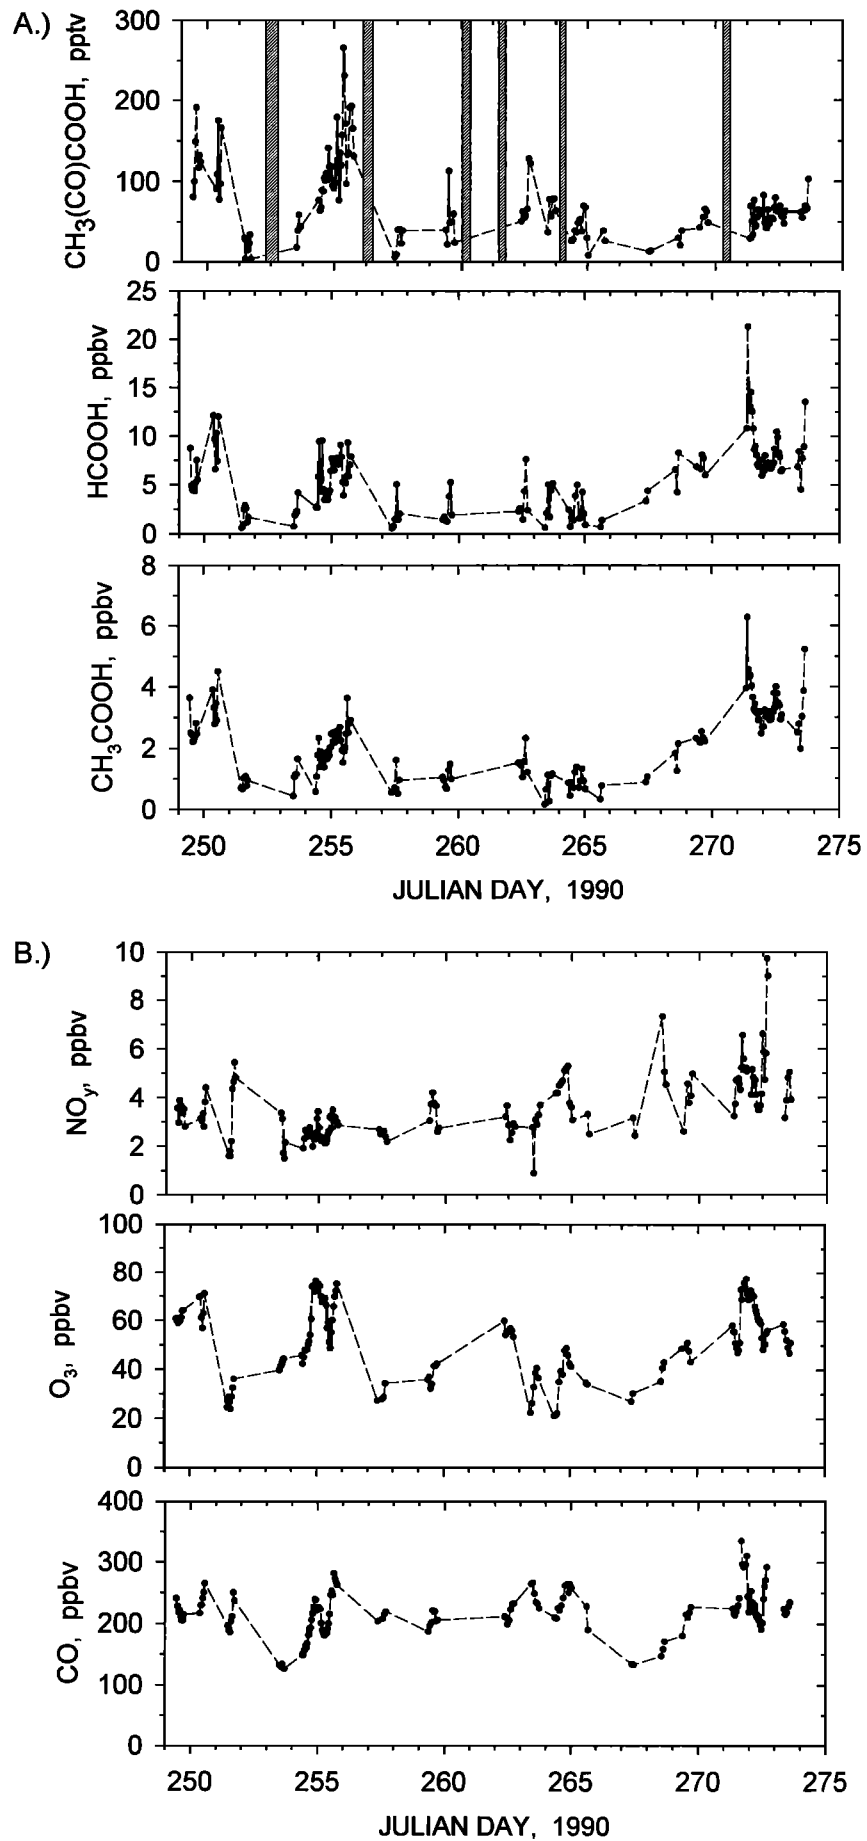 A.)
CH3(CO)COOH, pptv
300
200
100
0
HCOOH, ppbv
25
20
15
10
5
0
CH3COOH, ppbv
8
6
4
2
0
250 255 260 265 270 275
JULIAN DAY, 1990
B.)
NOy, ppbv
10
8
6
4
2
0
O3, ppbv
100
80
60
40
20
0
CO, ppbv
400
300
200
100
0
250 255 260 265 270 275
JULIAN DAY, 1990